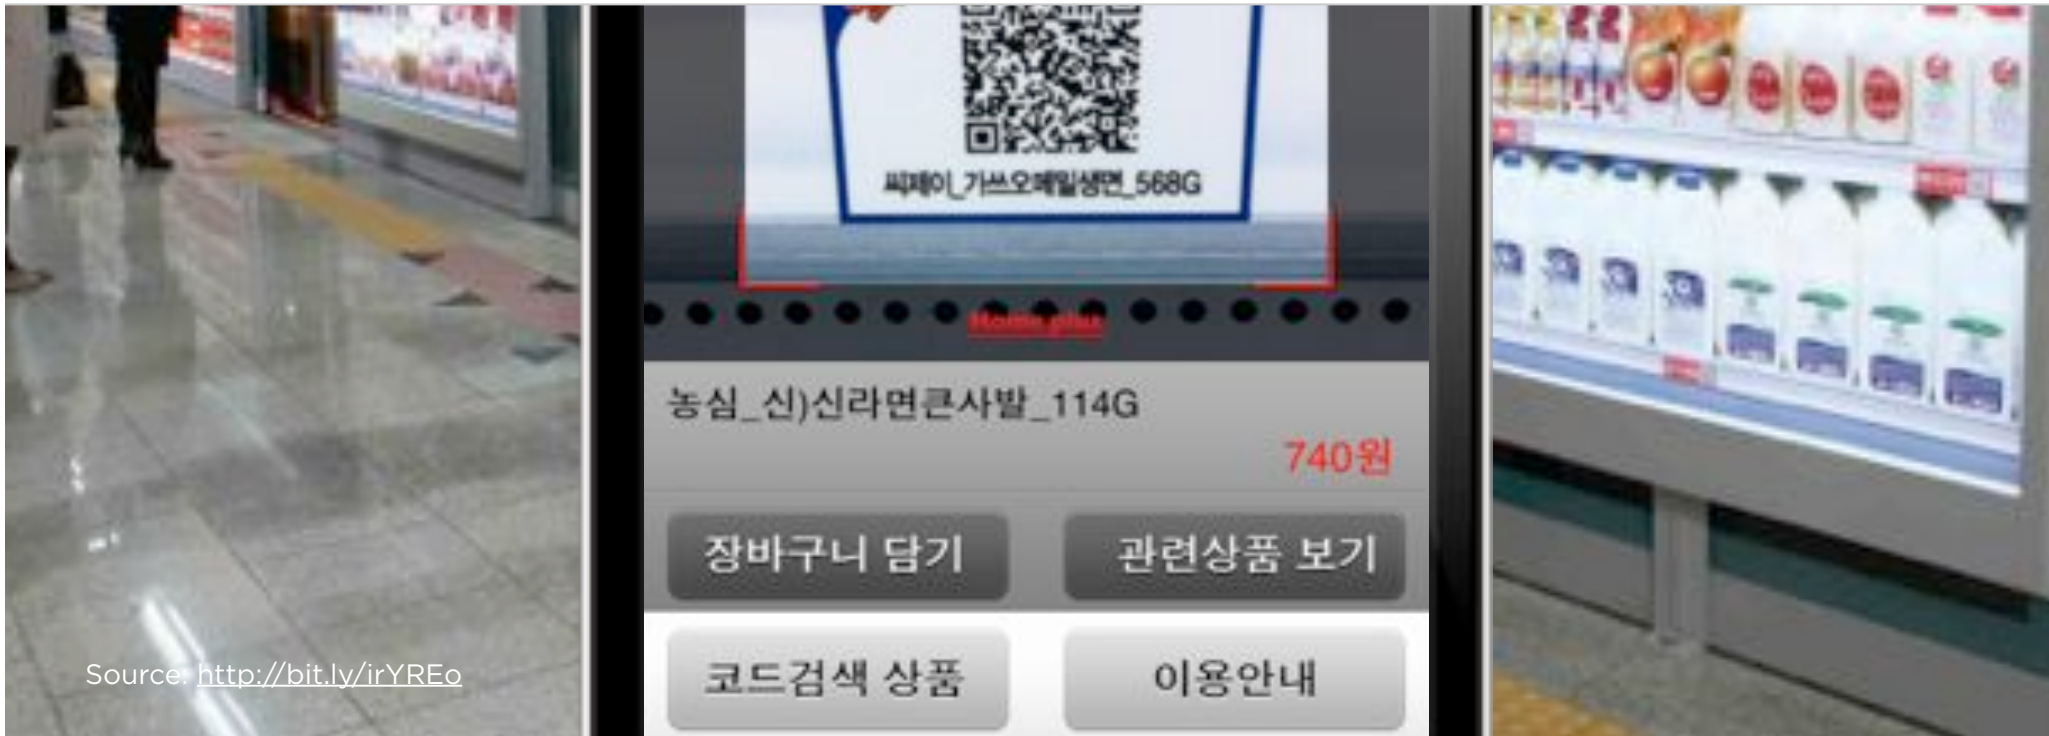 씨제이_가쓰오메밀생면_568G
Home plus
농심_신)신라면큰사발_114G
740원
장바구니 담기
관련상품 보기
코드검색 상품
이용안내
Source: http://bit.ly/irYREo